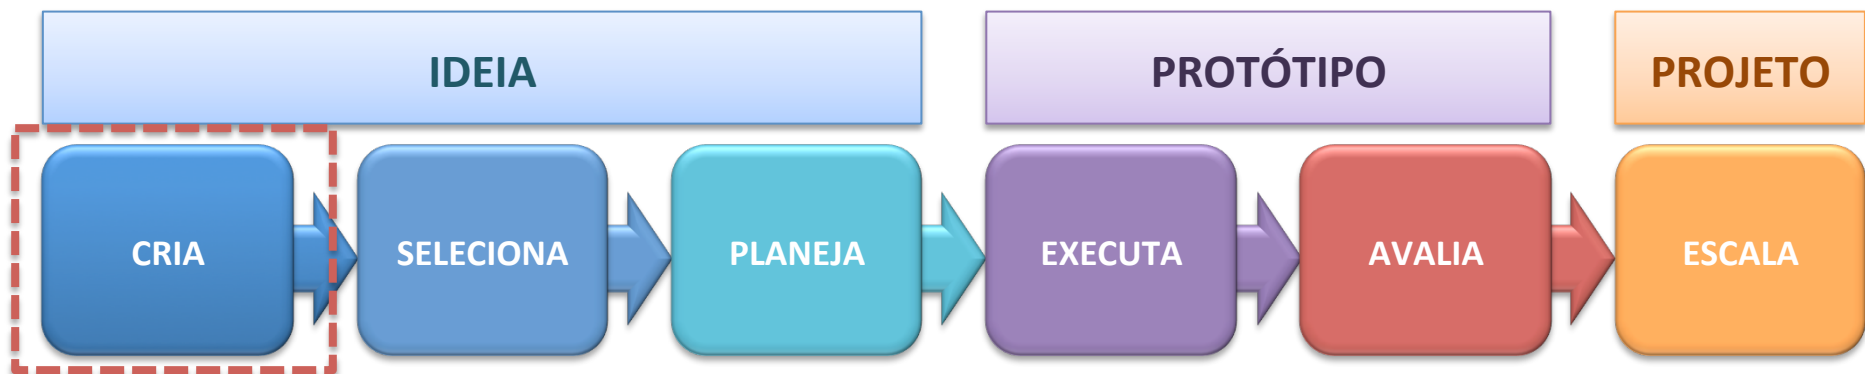 IDEIA
PROTÓTIPO
PROJETO
CRIA
SELECIONA
PLANEJA
EXECUTA
AVALIA
ESCALA